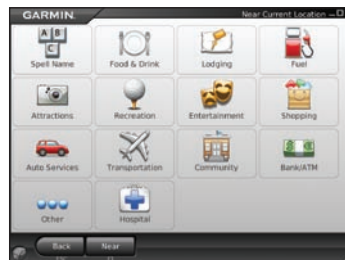 GARMIN
Near Current Location
A B
C
Spell Name
Food & Drink
Lodging
Fuel
Attractions
Recreation
Entertainment
Shopping
Auto Services
Transportation
Community
Bank/ATM
Other
Hospital
Back
Near